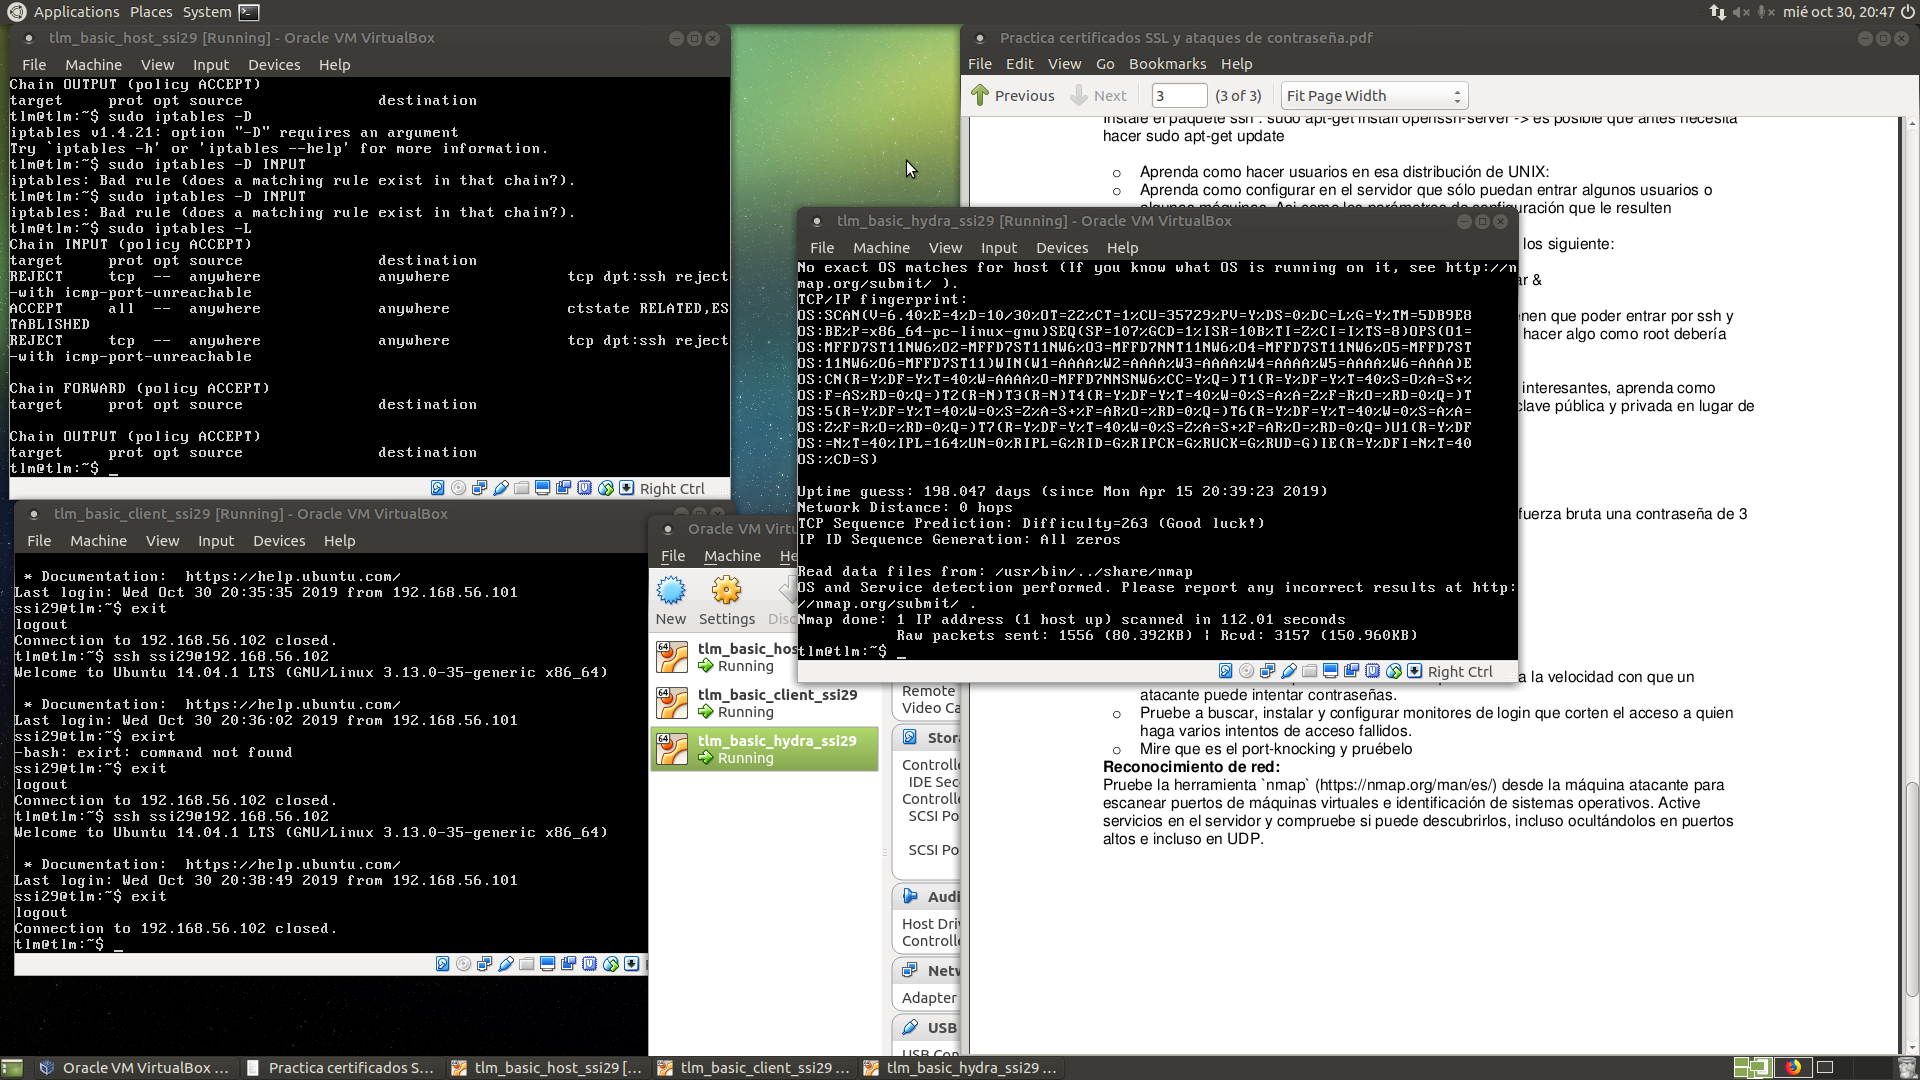 Applications Places System
mié oct 30, 20:47
tlm_basic_host_ssi29 [Running] - Oracle VM VirtualBox
File Machine View Input Devices Help
Chain OUTPUT (policy ACCEPT)
target     prot opt source               destination
tlm@tlm:~$ sudo iptables -D
iptables v1.4.21: option "-D" requires an argument
Try `iptables -h' or 'iptables --help' for more information.
tlm@tlm:~$ sudo iptables -D INPUT
iptables: Bad rule (does a matching rule exist in that chain?).
tlm@tlm:~$ sudo iptables -D INPUT
iptables: Bad rule (does a matching rule exist in that chain?).
tlm@tlm:~$ sudo iptables -L
Chain INPUT (policy ACCEPT)
target     prot opt source               destination
REJECT     tcp  --  anywhere             anywhere             tcp dpt:ssh reject
-with icmp-port-unreachable
ACCEPT     all  --  anywhere             anywhere             ctstate RELATED,ES
TABLISHED
REJECT     tcp  --  anywhere             anywhere             tcp dpt:ssh reject
-with icmp-port-unreachable
Chain FORWARD (policy ACCEPT)
target     prot opt source               destination
Chain OUTPUT (policy ACCEPT)
target     prot opt source               destination
tlm@tlm:~$ _
Right Ctrl
tlm_basic_client_ssi29 [Running] - Oracle VM VirtualBox
File Machine View Input Devices Help
* Documentation:  https://help.ubuntu.com/
Last login: Wed Oct 30 20:35:35 2019 from 192.168.56.101
ssi29@tlm:~$ exit
logout
Connection to 192.168.56.102 closed.
tlm@tlm:~$ ssh ssi29@192.168.56.102
Welcome to Ubuntu 14.04.1 LTS (GNU/Linux 3.13.0-35-generic x86_64)
* Documentation:  https://help.ubuntu.com/
Last login: Wed Oct 30 20:36:02 2019 from 192.168.56.101
ssi29@tlm:~$ exirt
-bash: exirt: command not found
ssi29@tlm:~$ exit
logout
Connection to 192.168.56.102 closed.
tlm@tlm:~$ ssh ssi29@192.168.56.102
Welcome to Ubuntu 14.04.1 LTS (GNU/Linux 3.13.0-35-generic x86_64)
* Documentation:  https://help.ubuntu.com/
Last login: Wed Oct 30 20:38:49 2019 from 192.168.56.101
ssi29@tlm:~$ exit
logout
Connection to 192.168.56.102 closed.
tlm@tlm:~$ _
Oracle VM Virtu
File Machine He
New Settings Disc
64 tlm_basic_hos
Running
64 tlm_basic_client_ssi29
Running
64 tlm_basic_hydra_ssi29
Running
Remote
Video Ca
Stora
Controlle
IDE Sec
Controlle
SCSI Po
SCSI Po
Audi
Host Driv
Controlle
Netw
Adapter
USB
USB Con
tlm_basic_hydra_ssi29 [Running] - Oracle VM VirtualBox
File Machine View Input Devices Help
No exact OS matches for host (If you know what OS is running on it, see http://n
map.org/submit/ ).
TCP/IP fingerprint:
OS:SCAN(V=6.40%E=4%D=10/30%OT=22%CT=1%CU=35729%PV=Y%DS=0%DC=L%G=Y%TM=5DB9E8
OS:BE%P=x86_64-pc-linux-gnu)SEQ(SP=107%GCD=1%ISR=10B%TI=Z%CI=I%TS=8)OPS(O1=
OS:MFFD7ST11NW6%O2=MFFD7ST11NW6%O3=MFFD7NNT11NW6%O4=MFFD7ST11NW6%O5=MFFD7ST
OS:11NW6%O6=MFFD7ST11)WIN(W1=AAAA%W2=AAAA%W3=AAAA%W4=AAAA%W5=AAAA%W6=AAAA)E
OS:CN(R=Y%DF=Y%T=40%W=AAAA%O=MFFD7NNSNW6%CC=Y%Q=)T1(R=Y%DF=Y%T=40%S=O%A=S+%
OS:F=AS%RD=0%Q=)T2(R=N)T3(R=N)T4(R=Y%DF=Y%T=40%W=0%S=A%A=Z%F=R%O=%RD=0%Q=)T
OS:5(R=Y%DF=Y%T=40%W=0%S=Z%A=S+%F=AR%O=%RD=0%Q=)T6(R=Y%DF=Y%T=40%W=0%S=A%A=
OS:Z%F=R%O=%RD=0%Q=)T7(R=Y%DF=Y%T=40%W=0%S=Z%A=S+%F=AR%O=%RD=0%Q=)U1(R=Y%DF
OS:=N%T=40%IPL=164%UN=0%RIPL=G%RID=G%RIPCK=G%RUCK=G%RUD=G)IE(R=Y%DFI=N%T=40
OS:%CD=S)
Uptime guess: 198.047 days (since Mon Apr 15 20:39:23 2019)
Network Distance: 0 hops
TCP Sequence Prediction: Difficulty=263 (Good luck!)
IP ID Sequence Generation: All zeros
Read data files from: /usr/bin/../share/nmap
OS and Service detection performed. Please report any incorrect results at http:
//nmap.org/submit/ .
Nmap done: 1 IP address (1 host up) scanned in 112.01 seconds
Raw packets sent: 1556 (80.392KB) | Rcvd: 3157 (150.960KB)
tlm@tlm:~$ _
Right Ctrl
Practica certificados SSL y ataques de contraseña.pdf
File Edit View Go Bookmarks Help
Previous Next 3 (3 of 3) Fit Page Width
Instale el paquete ssh : sudo apt-get install openssh-server -> es posible que antes necesita
hacer sudo apt-get update
o Aprenda como hacer usuarios en esa distribución de UNIX:
o Aprenda como configurar en el servidor que sólo puedan entrar algunos usuarios o
algunas máquinas. Asi como los parámetros de configuración que le resulten
los siguiente:
ar &
enen que poder entrar por ssh y
hacer algo como root debería
interesantes, aprenda como
clave pública y privada en lugar de
fuerza bruta una contraseña de 3
a la velocidad con que un
atacante puede intentar contraseñas.
o Pruebe a buscar, instalar y configurar monitores de login que corten el acceso a quien
haga varios intentos de acceso fallidos.
o Mire que es el port-knocking y pruébelo
Reconocimiento de red:
Pruebe la herramienta `nmap` (https://nmap.org/man/es/) desde la máquina atacante para
escanear puertos de máquinas virtuales e identificación de sistemas operativos. Active
servicios en el servidor y compruebe si puede descubrirlos, incluso ocultándolos en puertos
altos e incluso en UDP.
Oracle VM VirtualBox ...
Practica certificados S...
tlm_basic_host_ssi29 [...
tlm_basic_client_ssi29 ...
tlm_basic_hydra_ssi29 ...